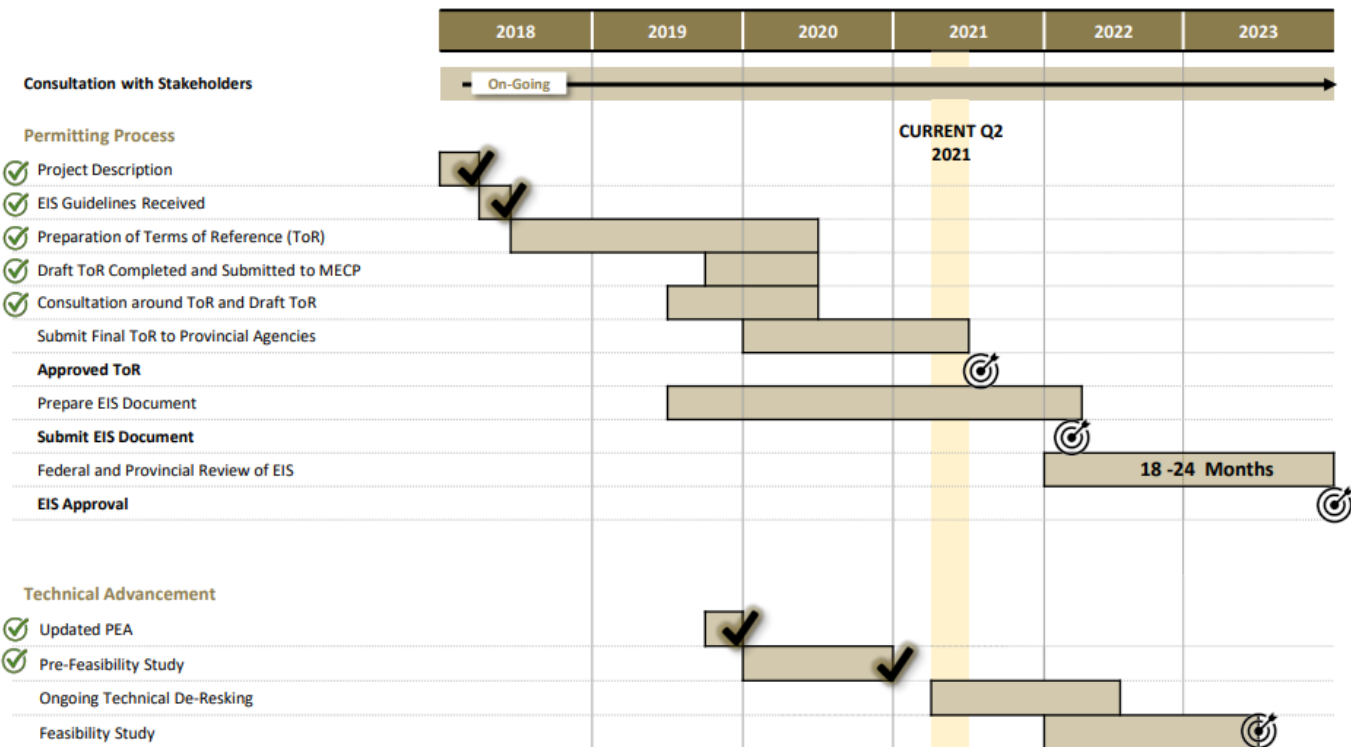 2018 2019 2020 2021 2022 2023
Consultation with Stakeholders On-Going
Permitting Process
CURRENT Q2
2021
Project Description
EIS Guidelines Received
Preparation of Terms of Reference (ToR)
Draft ToR Completed and Submitted to MECP
Consultation around ToR and Draft ToR
Submit Final ToR to Provincial Agencies
Approved ToR
Prepare EIS Document
Submit EIS Document
Federal and Provincial Review of EIS 18 -24 Months
EIS Approval
Technical Advancement
Updated PEA
Pre-Feasibility Study
Ongoing Technical De-Resking
Feasibility Study